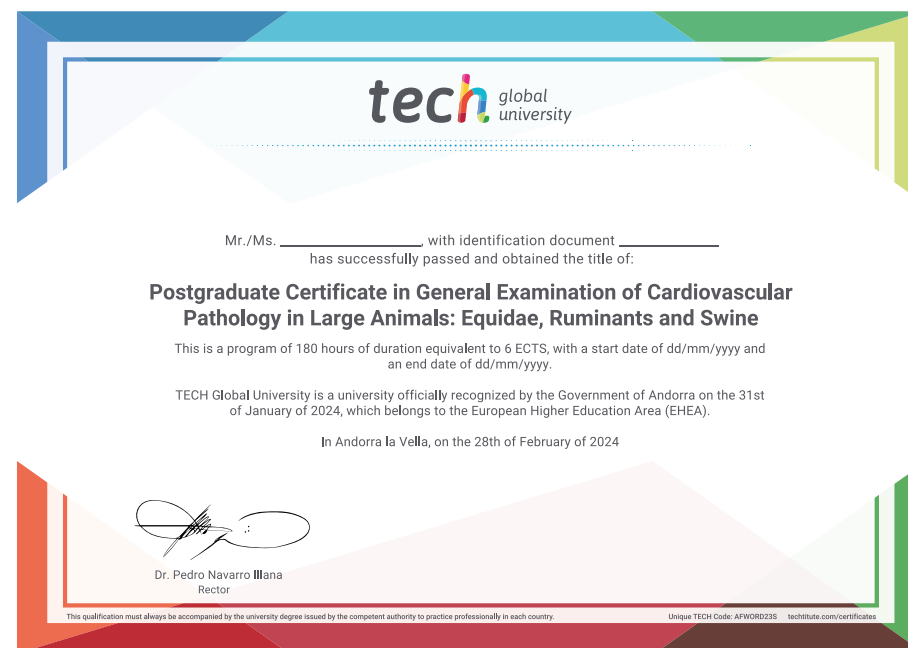 tech global
university
Mr./Ms. ____________________, with identification document ______________
has successfully passed and obtained the title of:
Postgraduate Certificate in General Examination of Cardiovascular
Pathology in Large Animals: Equidae, Ruminants and Swine
This is a program of 180 hours of duration equivalent to 6 ECTS, with a start date of dd/mm/yyyy and
an end date of dd/mm/yyyy.
TECH Global University is a university officially recognized by the Government of Andorra on the 31st
of January of 2024, which belongs to the European Higher Education Area (EHEA).
In Andorra la Vella, on the 28th of February of 2024
Dr. Pedro Navarro Illana
Rector
This qualification must always be accompanied by the university degree issued by the competent authority to practice professionally in each country.
Unique TECH Code: AFWORD23S techtitute.com/certificates